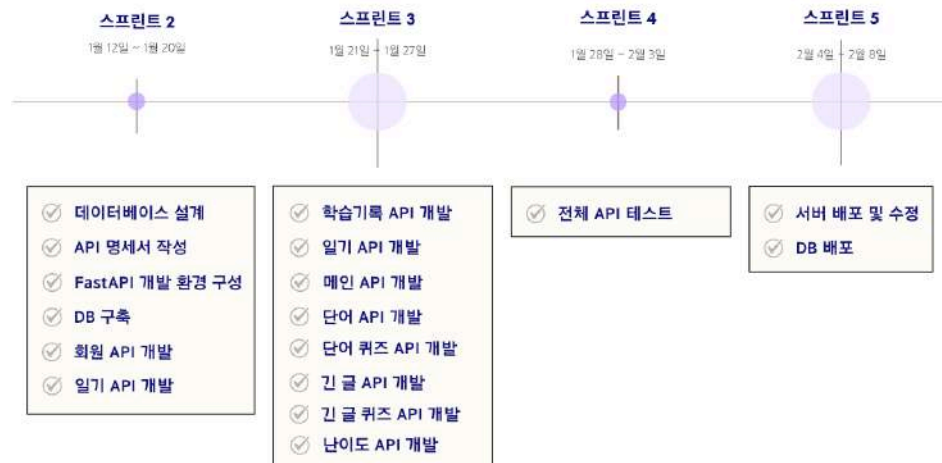 스프린트 2
1월 12일 ~ 1월 20일
스프린트 3
1월 21일 ~ 1월 27일
스프린트 4
1월 28일 ~ 2월 3일
스프린트 5
2월 4일 ~ 2월 8일
데이터베이스 설계
API 명세서 작성
FastAPI 개발 환경 구성
DB 구축
회원 API 개발
일기 API 개발
학습기록 API 개발
일기 API 개발
메인 API 개발
단어 API 개발
단어 퀴즈 API 개발
긴 글 API 개발
긴 글 퀴즈 API 개발
난이도 API 개발
전체 API 테스트
서버 배포 및 수정
DB 배포